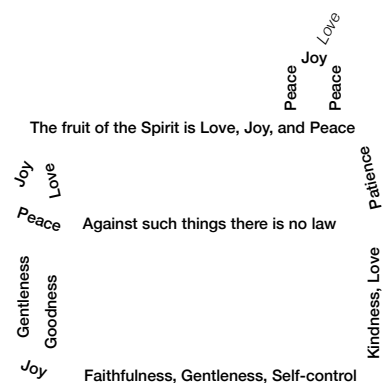 Love
Joy
Peace
Peace
The fruit of the Spirit is Love, Joy, and Peace
Joy
Love
Patience
Peace
Against such things there is no law
Gentleness
Goodness
Kindness, Love
Joy
Faithfulness, Gentleness, Self-control